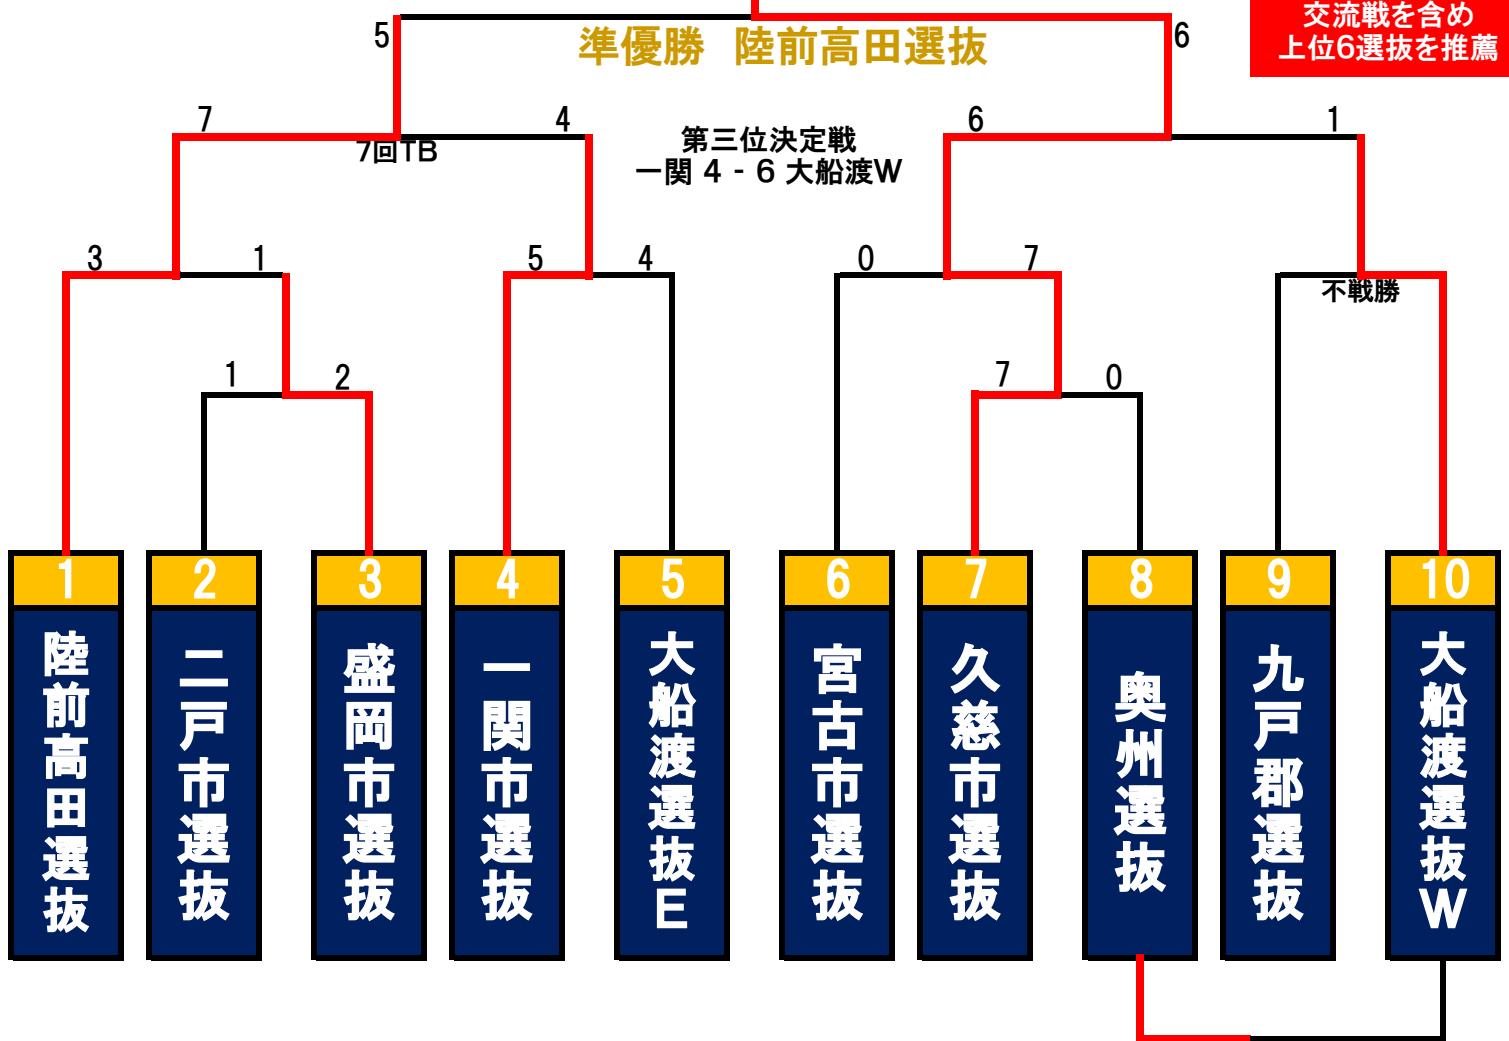 交流戦を含め
上位6選抜を推薦
5
準優勝 陸前高田選抜
6
7
4
第三位決定戦
6
1
7回TB
一関 4 - 6 大船渡W
3
1
5
4
0
7
不戦勝
1
2
7
0
1
2
3
4
5
6
7
8
9
10
陸前高田選抜
二戸市選抜
盛岡市選抜
一関市選抜
大船渡選抜E
宮古市選抜
久慈市選抜
奥州選抜
九戸郡選抜
大船渡選抜W